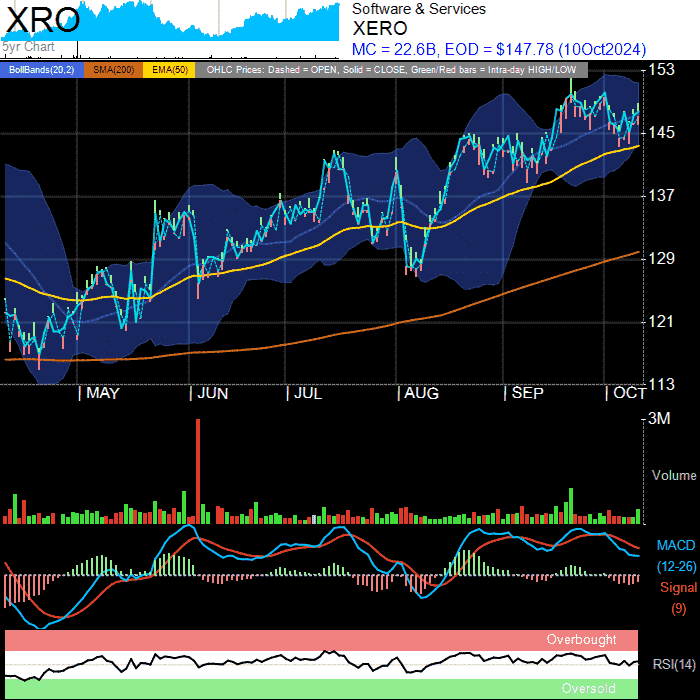 XRO
5yr Chart
Software & Services
XERO
MC = 22.6B, EOD = $147.78 (10Oct2024)
BollBands(20,2) SMA(200) EMA(50) OHLC Prices: Dashed = OPEN, Solid = CLOSE, Green/Red bars = Intra-day HIGH/LOW
153
145
137
129
121
113
| MAY | JUN | JUL | AUG | SEP | OCT
3M
Volume
MACD
(12-26)
Signal
(9)
Overbought
RSI(14)
Oversold